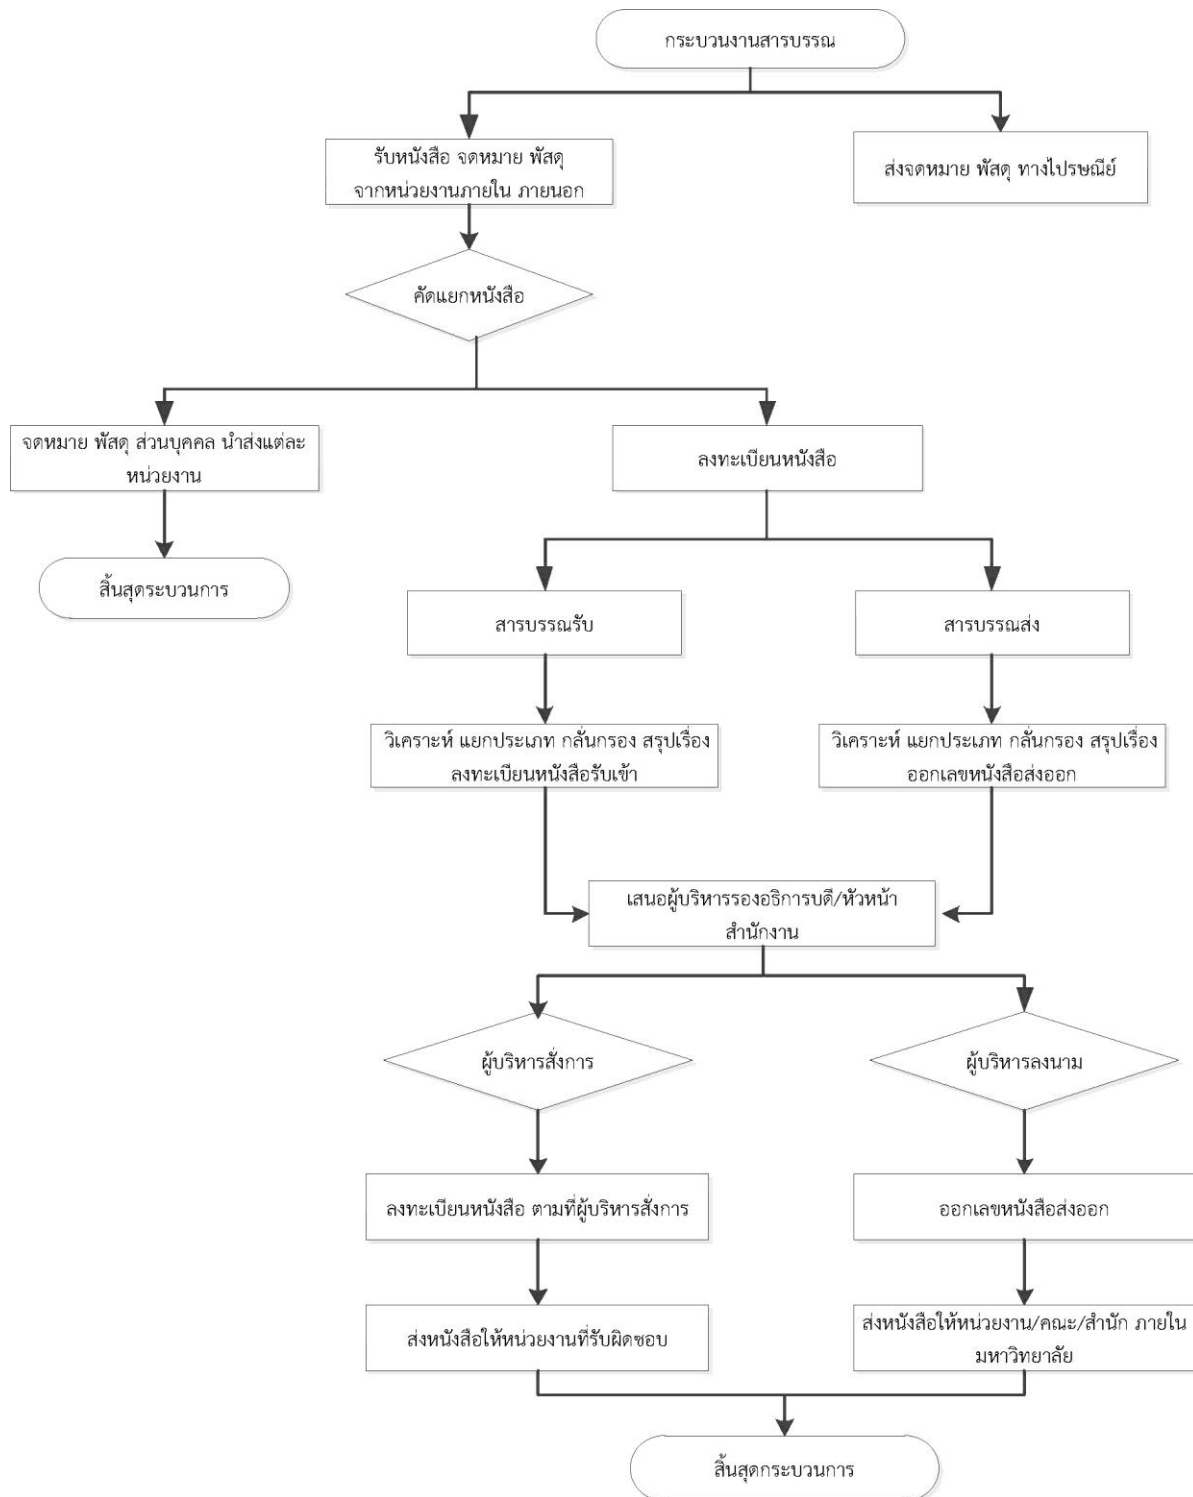 กระบวนงานสารบรรณ
รับหนังสือ จดหมาย พัสดุ
จากหน่วยงานภายใน ภายนอก
ส่งจดหมาย พัสดุ ทางไปรษณีย์
คัดแยกหนังสือ
จดหมาย พัสดุ ส่วนบุคคล นำส่งแต่ละ
หน่วยงาน
ลงทะเบียนหนังสือ
สิ้นสุดระบวนการ
สารบรรณรับ
สารบรรณส่ง
วิเคราะห์ แยกประเภท กลั่นกรอง สรุปเรื่อง
ลงทะเบียนหนังสือรับเข้า
วิเคราะห์ แยกประเภท กลั่นกรอง สรุปเรื่อง
ออกเลขหนังสือส่งออก
เสนอผู้บริหารรองอธิการบดี/หัวหน้า
สำนักงาน
ผู้บริหารสั่งการ
ผู้บริหารลงนาม
ลงทะเบียนหนังสือ ตามที่ผู้บริหารสั่งการ
ออกเลขหนังสือส่งออก
ส่งหนังสือให้หน่วยงานที่รับผิดชอบ
ส่งหนังสือให้หน่วยงาน/คณะ/สำนัก ภายใน
มหาวิทยาลัย
สิ้นสุดกระบวนการ